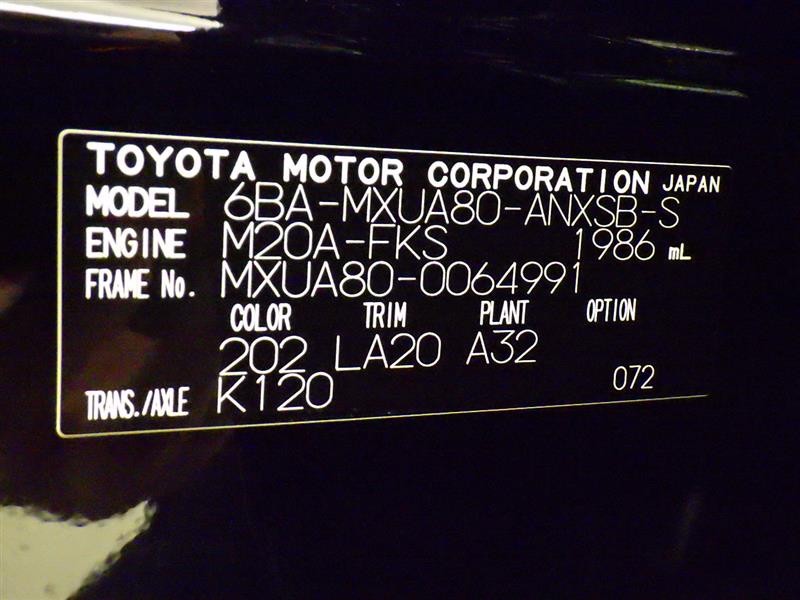 TOYOTA MOTOR CORPORATION JAPAN
MODEL 6BA-MXUA80-ANXSB-S
ENGINE M20A-FKS 1986 mL
FRAME No. MXUA80-0064991
COLOR TRIM PLANT OPTION
202 LA20 A32
TRANS./AXLE K120 072